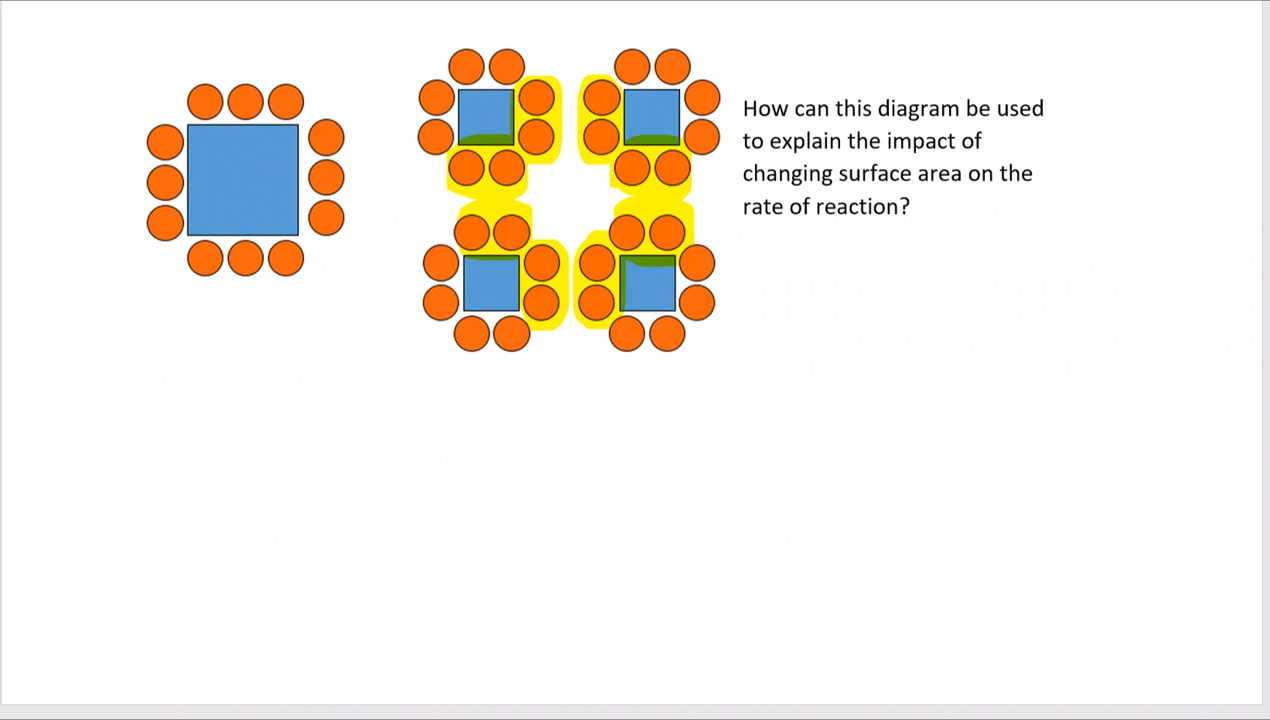 How can this diagram be used
to explain the impact of
changing surface area on the
rate of reaction?